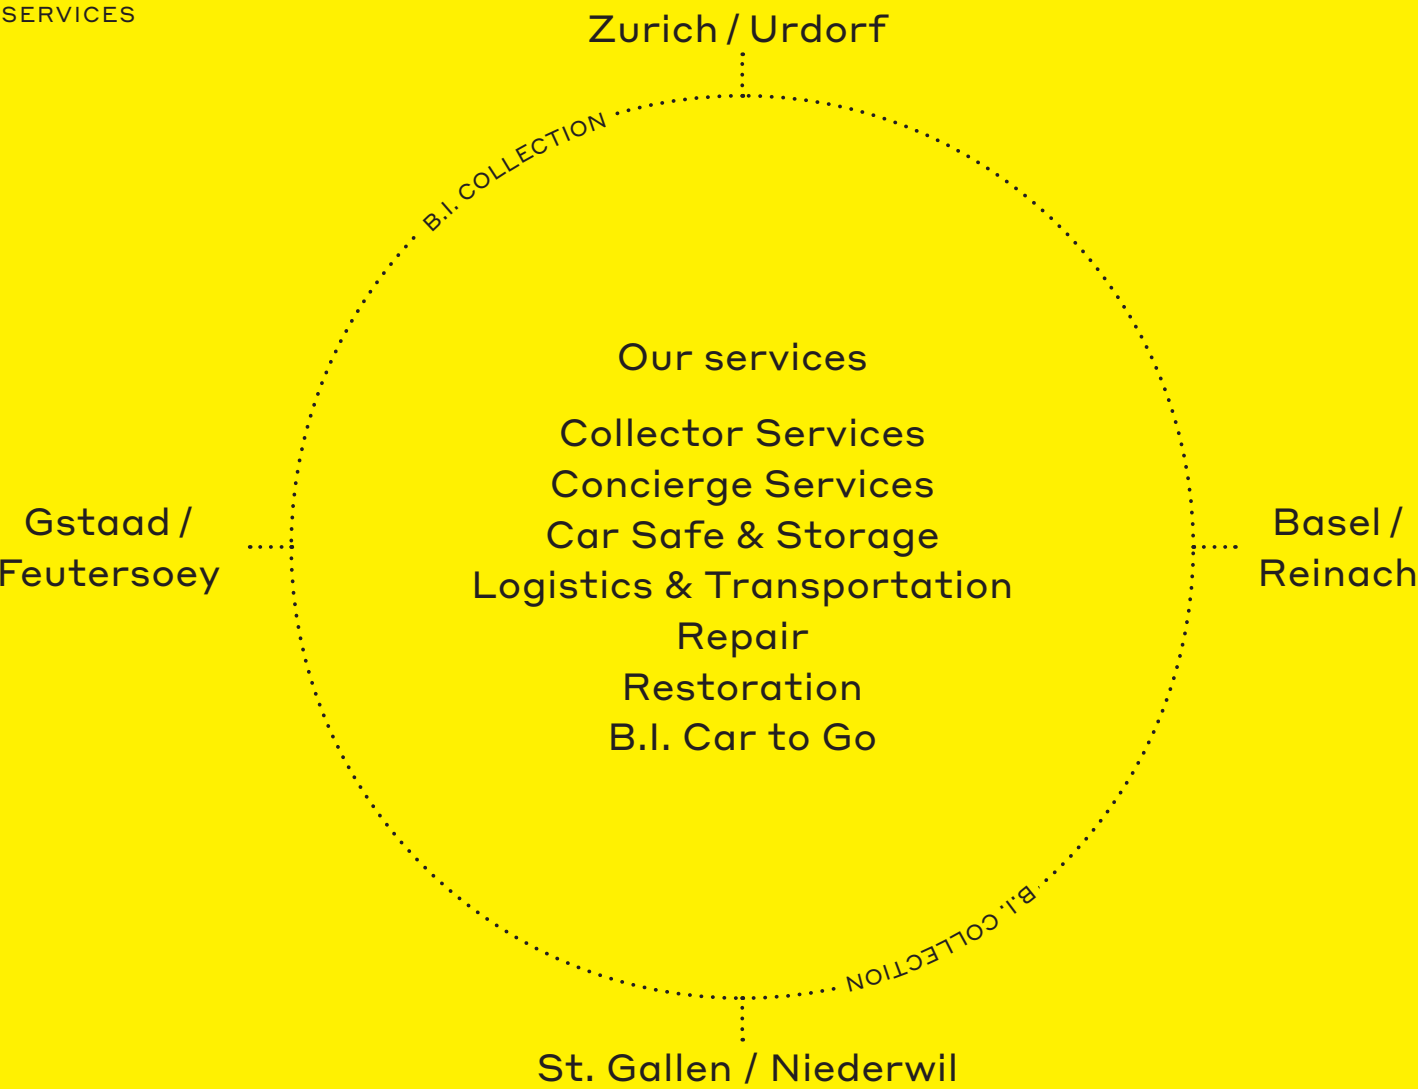 SERVICES
Zurich / Urdorf
B.I. COLLECTION
Our services
Collector Services
Concierge Services
Car Safe & Storage
Logistics & Transportation
Repair
Restoration
B.I. Car to Go
Gstaad /
Feutersoey
Basel /
Reinach
B.I. COLLECTION
St. Gallen / Niederwil